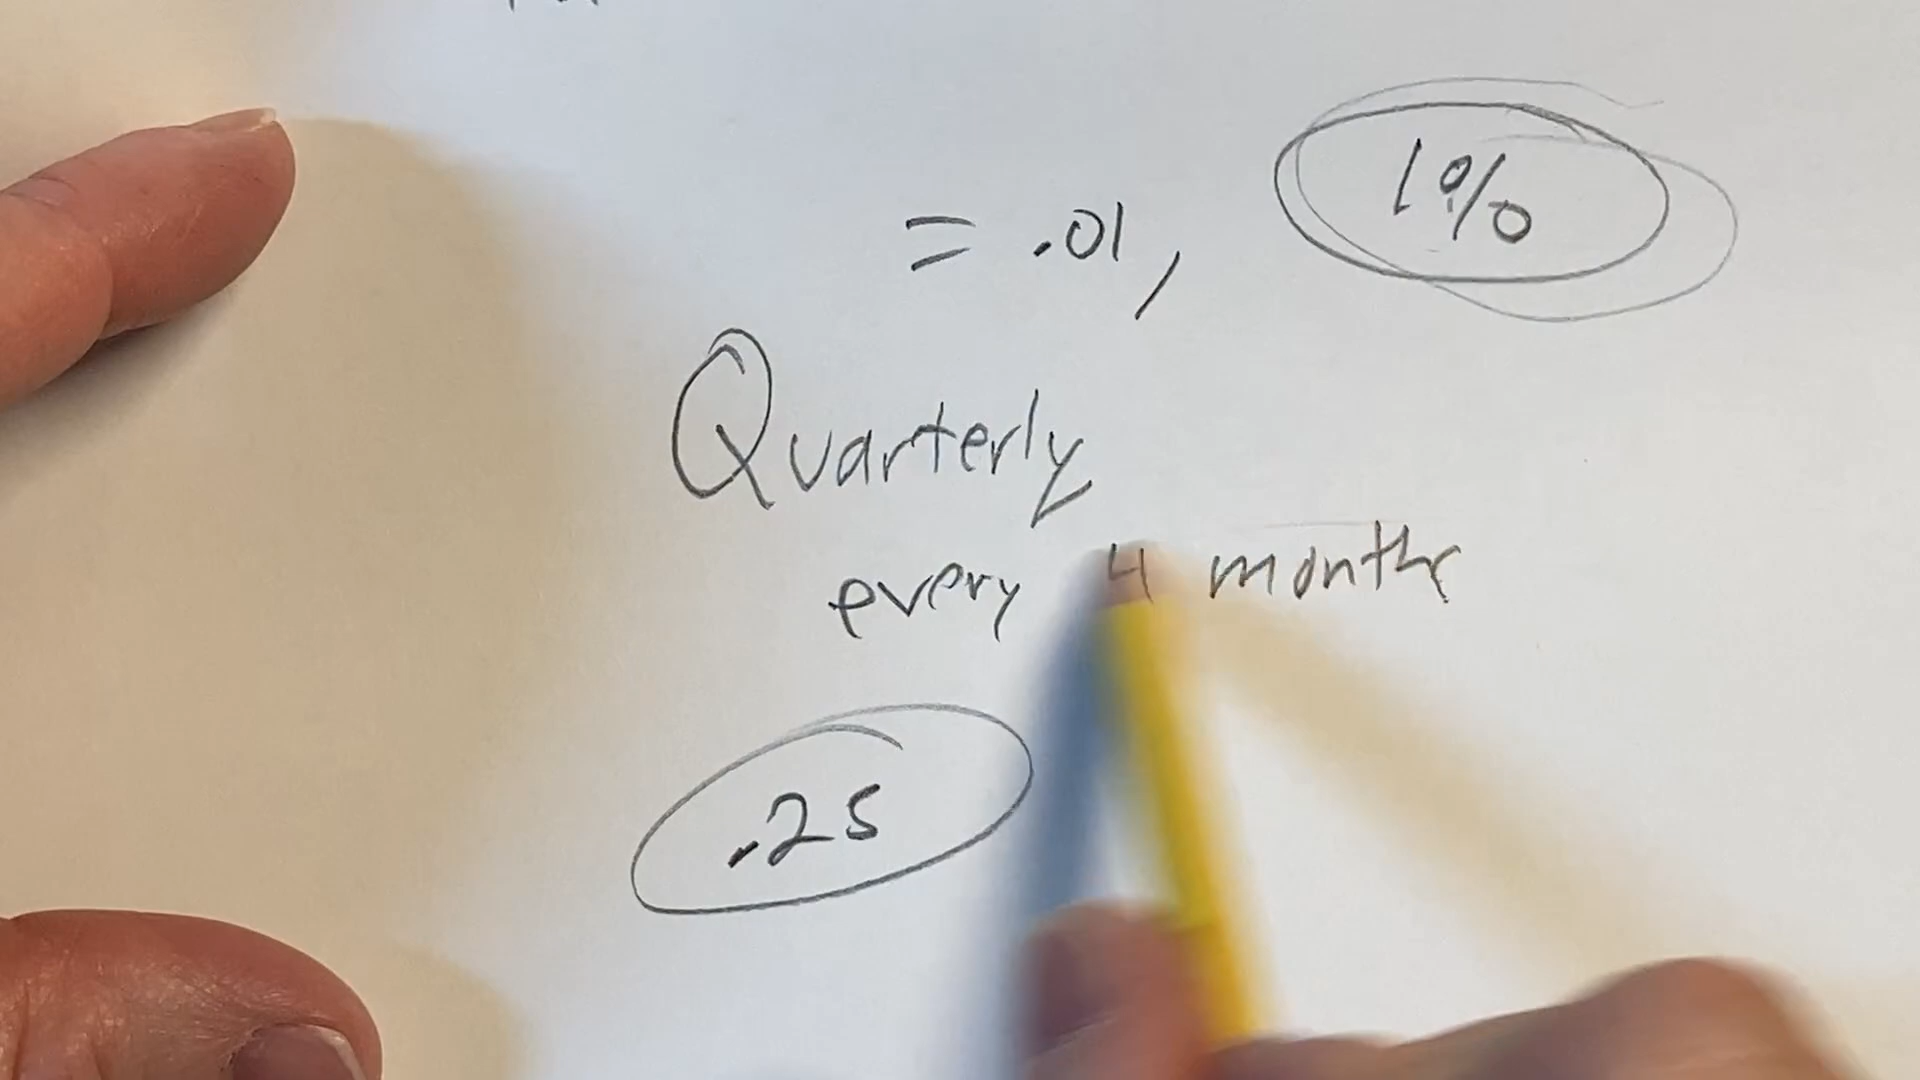 = .01, 1%
Quarterly
every 4 months
.25